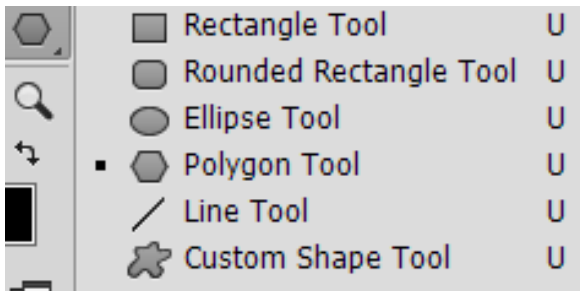 Rectangle Tool U
Rounded Rectangle Tool U
Ellipse Tool U
Polygon Tool U
Line Tool U
Custom Shape Tool U